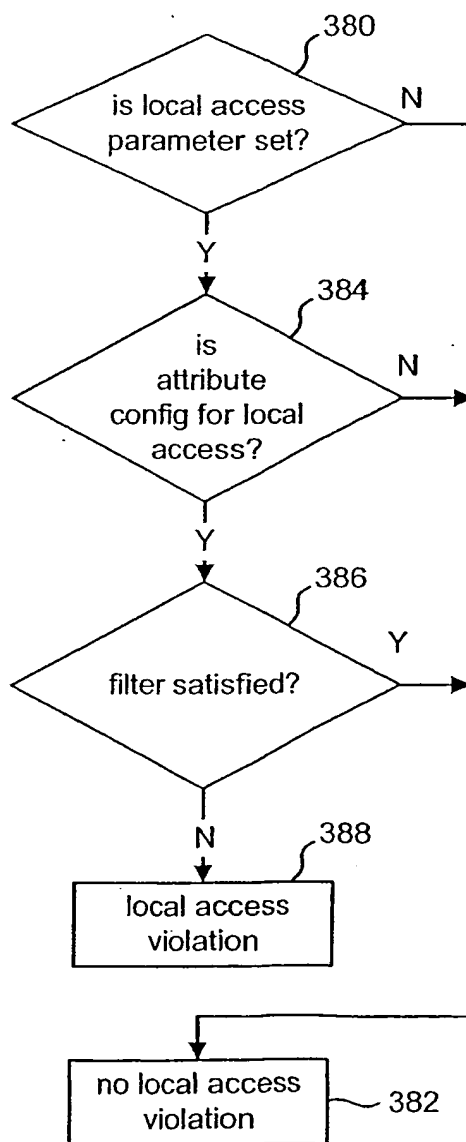 380
is local access
parameter set?
N
Y
384
is
attribute
config for local
access?
N
Y
386
filter satisfied?
Y
N
388
local access
violation
no local access
violation
382